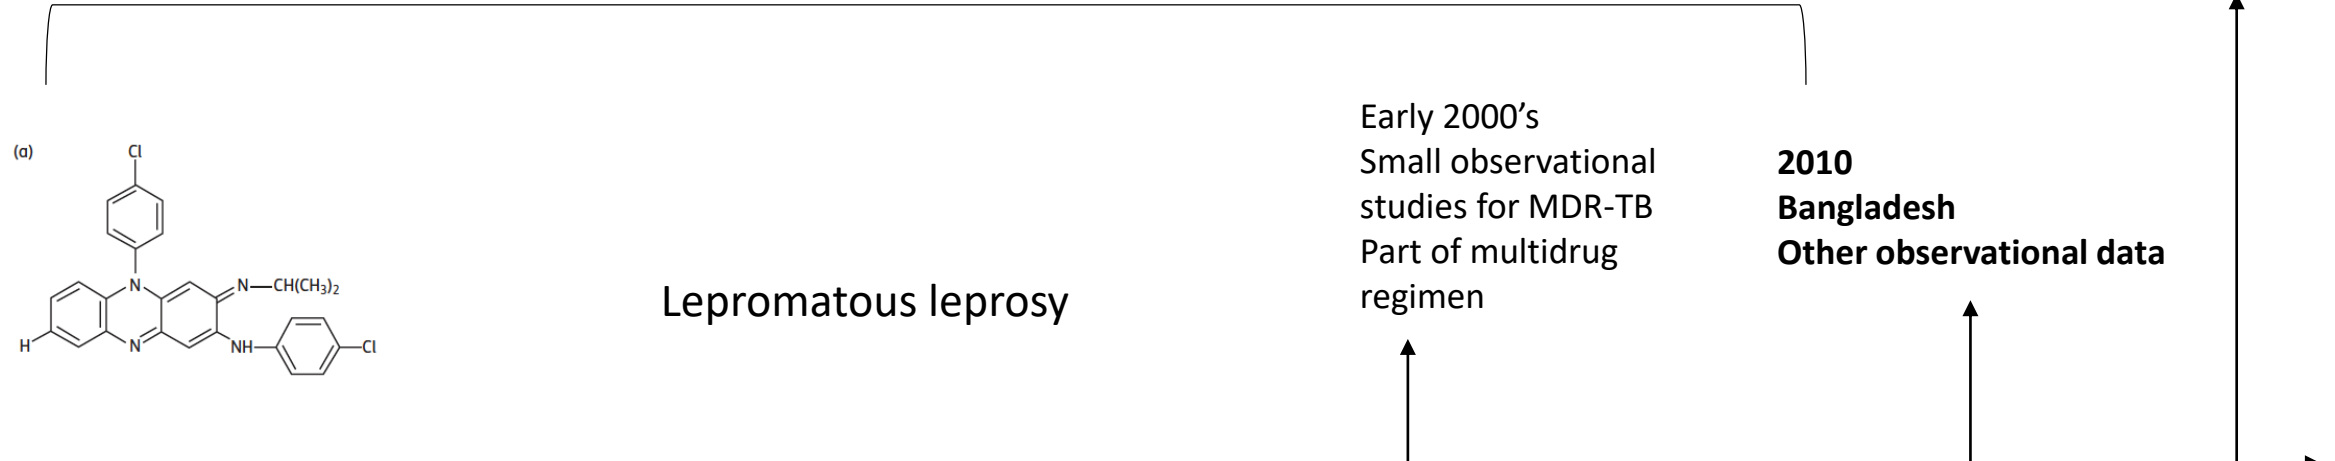 (a)
Cl
N
N—CH(CH₃)₂
H
N
NH
Cl
Lepromatous leprosy
Early 2000’s
Small observational
studies for MDR-TB
Part of multidrug
regimen
2010
Bangladesh
Other observational data